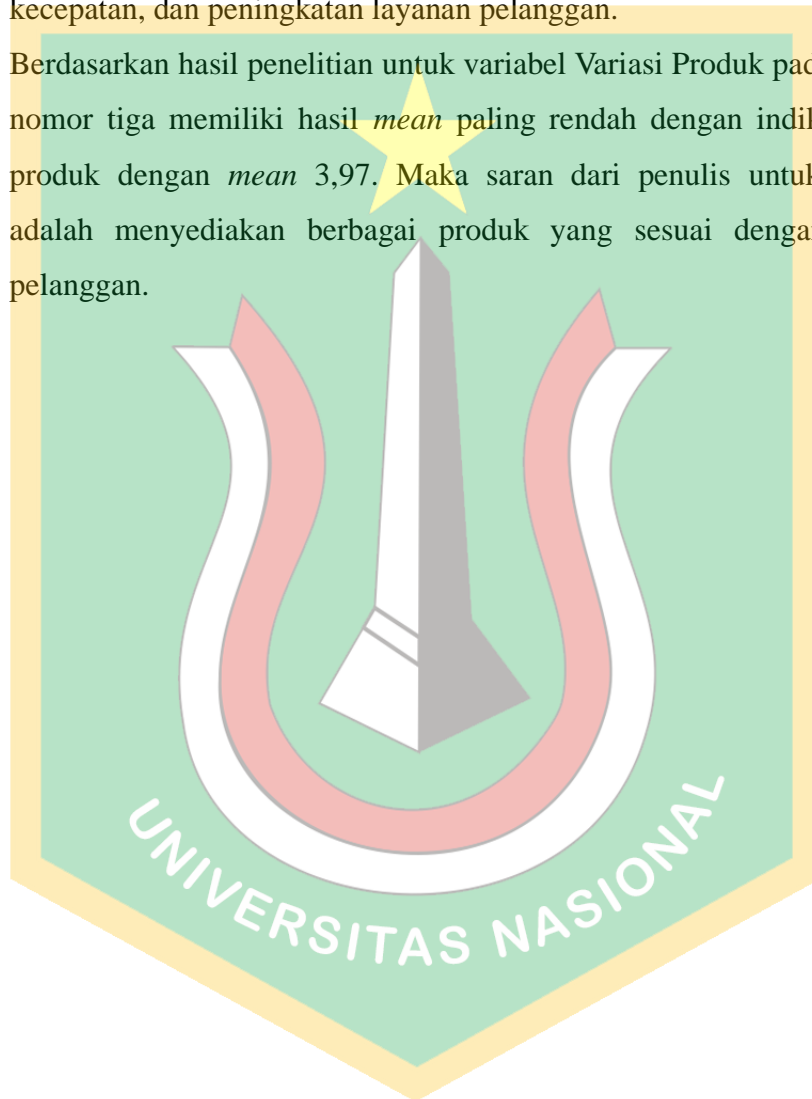 kecepatan, dan peningkatan layanan pelanggan.
Berdasarkan hasil penelitian untuk variabel Variasi Produk pad
nomor tiga memiliki hasil mean paling rendah dengan indi
produk dengan mean 3,97. Maka saran dari penulis untuk
adalah menyediakan berbagai produk yang sesuai dengan
pelanggan.
UNIVERSITAS NASIONAL